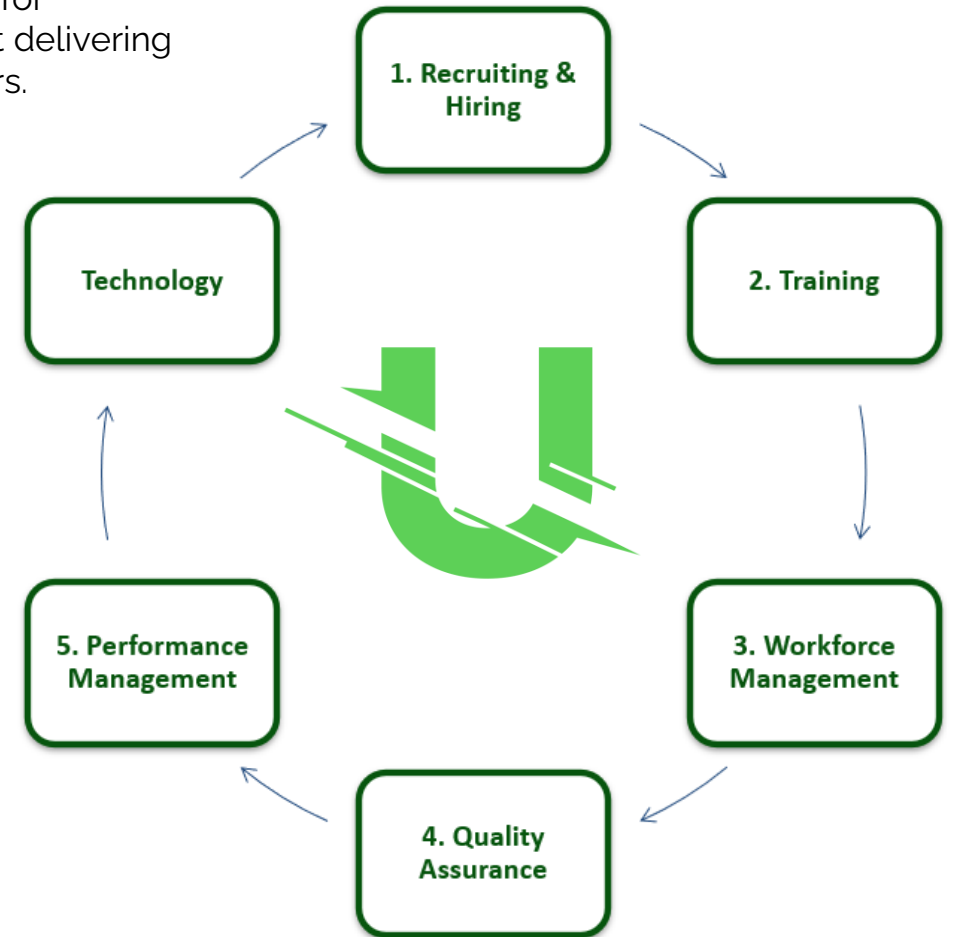 t delivering
rs.
1. Recruiting &
Hiring
Technology
2. Training
U
5. Performance
Management
3. Workforce
Management
4. Quality
Assurance